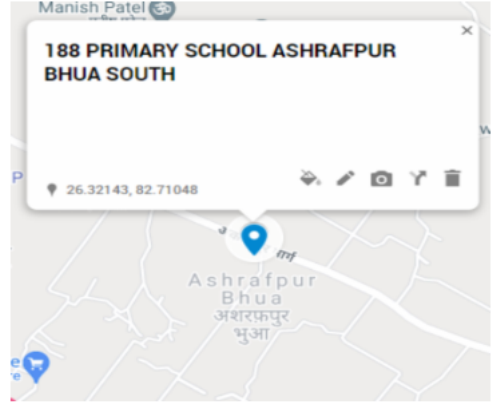 Manish Patel
188 PRIMARY SCHOOL ASHRAFPUR
BHUA SOUTH
26.32143, 82.71048
Ashrafpur
Bhua
अशरफ़पुर
भुआ